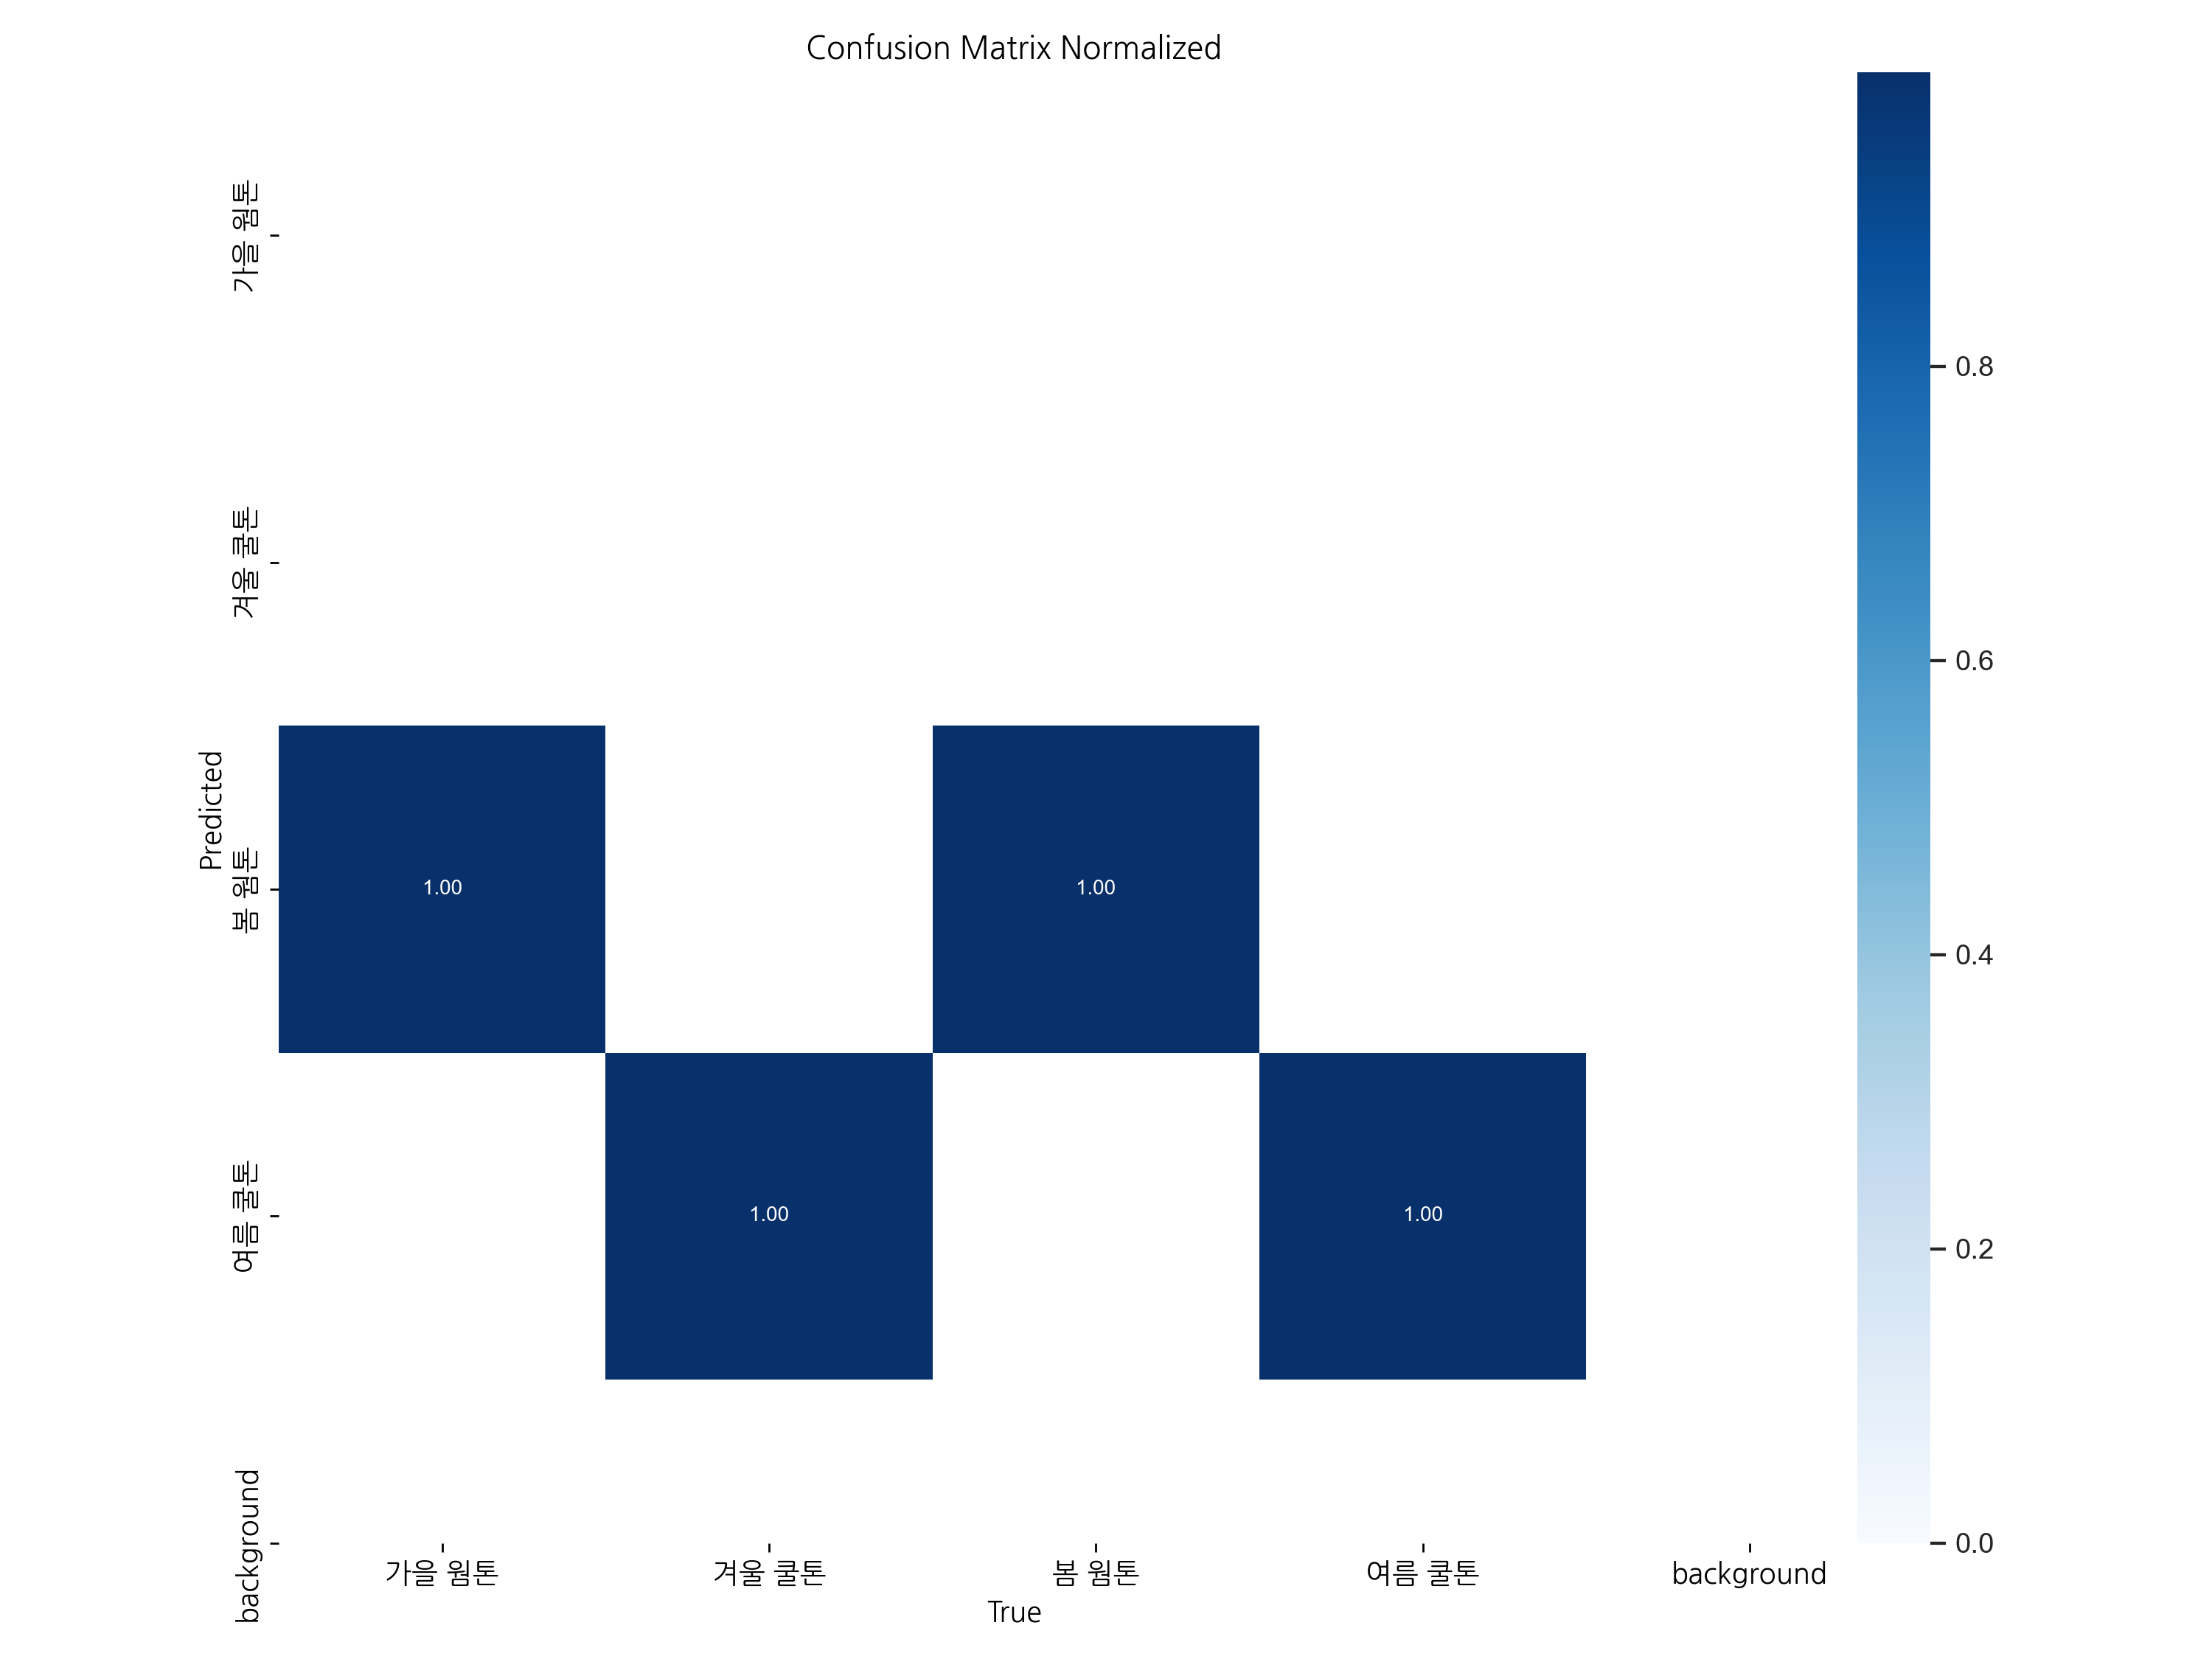 Confusion Matrix Normalized
Predicted
가을 웜톤
겨울 쿨톤
봄 웜톤
여름 쿨톤
background
1.00
1.00
1.00
1.00
가을 웜톤
겨울 쿨톤
봄 웜톤
여름 쿨톤
background
True
0.8
0.6
0.4
0.2
0.0